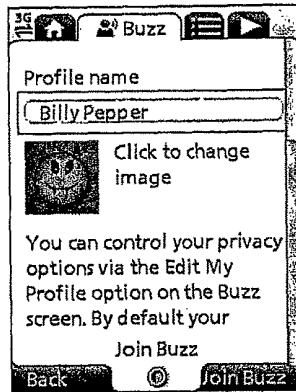 3G
Buzz
Profile name
Billy Pepper
Click to change
image
You can control your privacy
options via the Edit My
Profile option on the Buzz
screen. By default your
Join Buzz
Back
Join Buzz